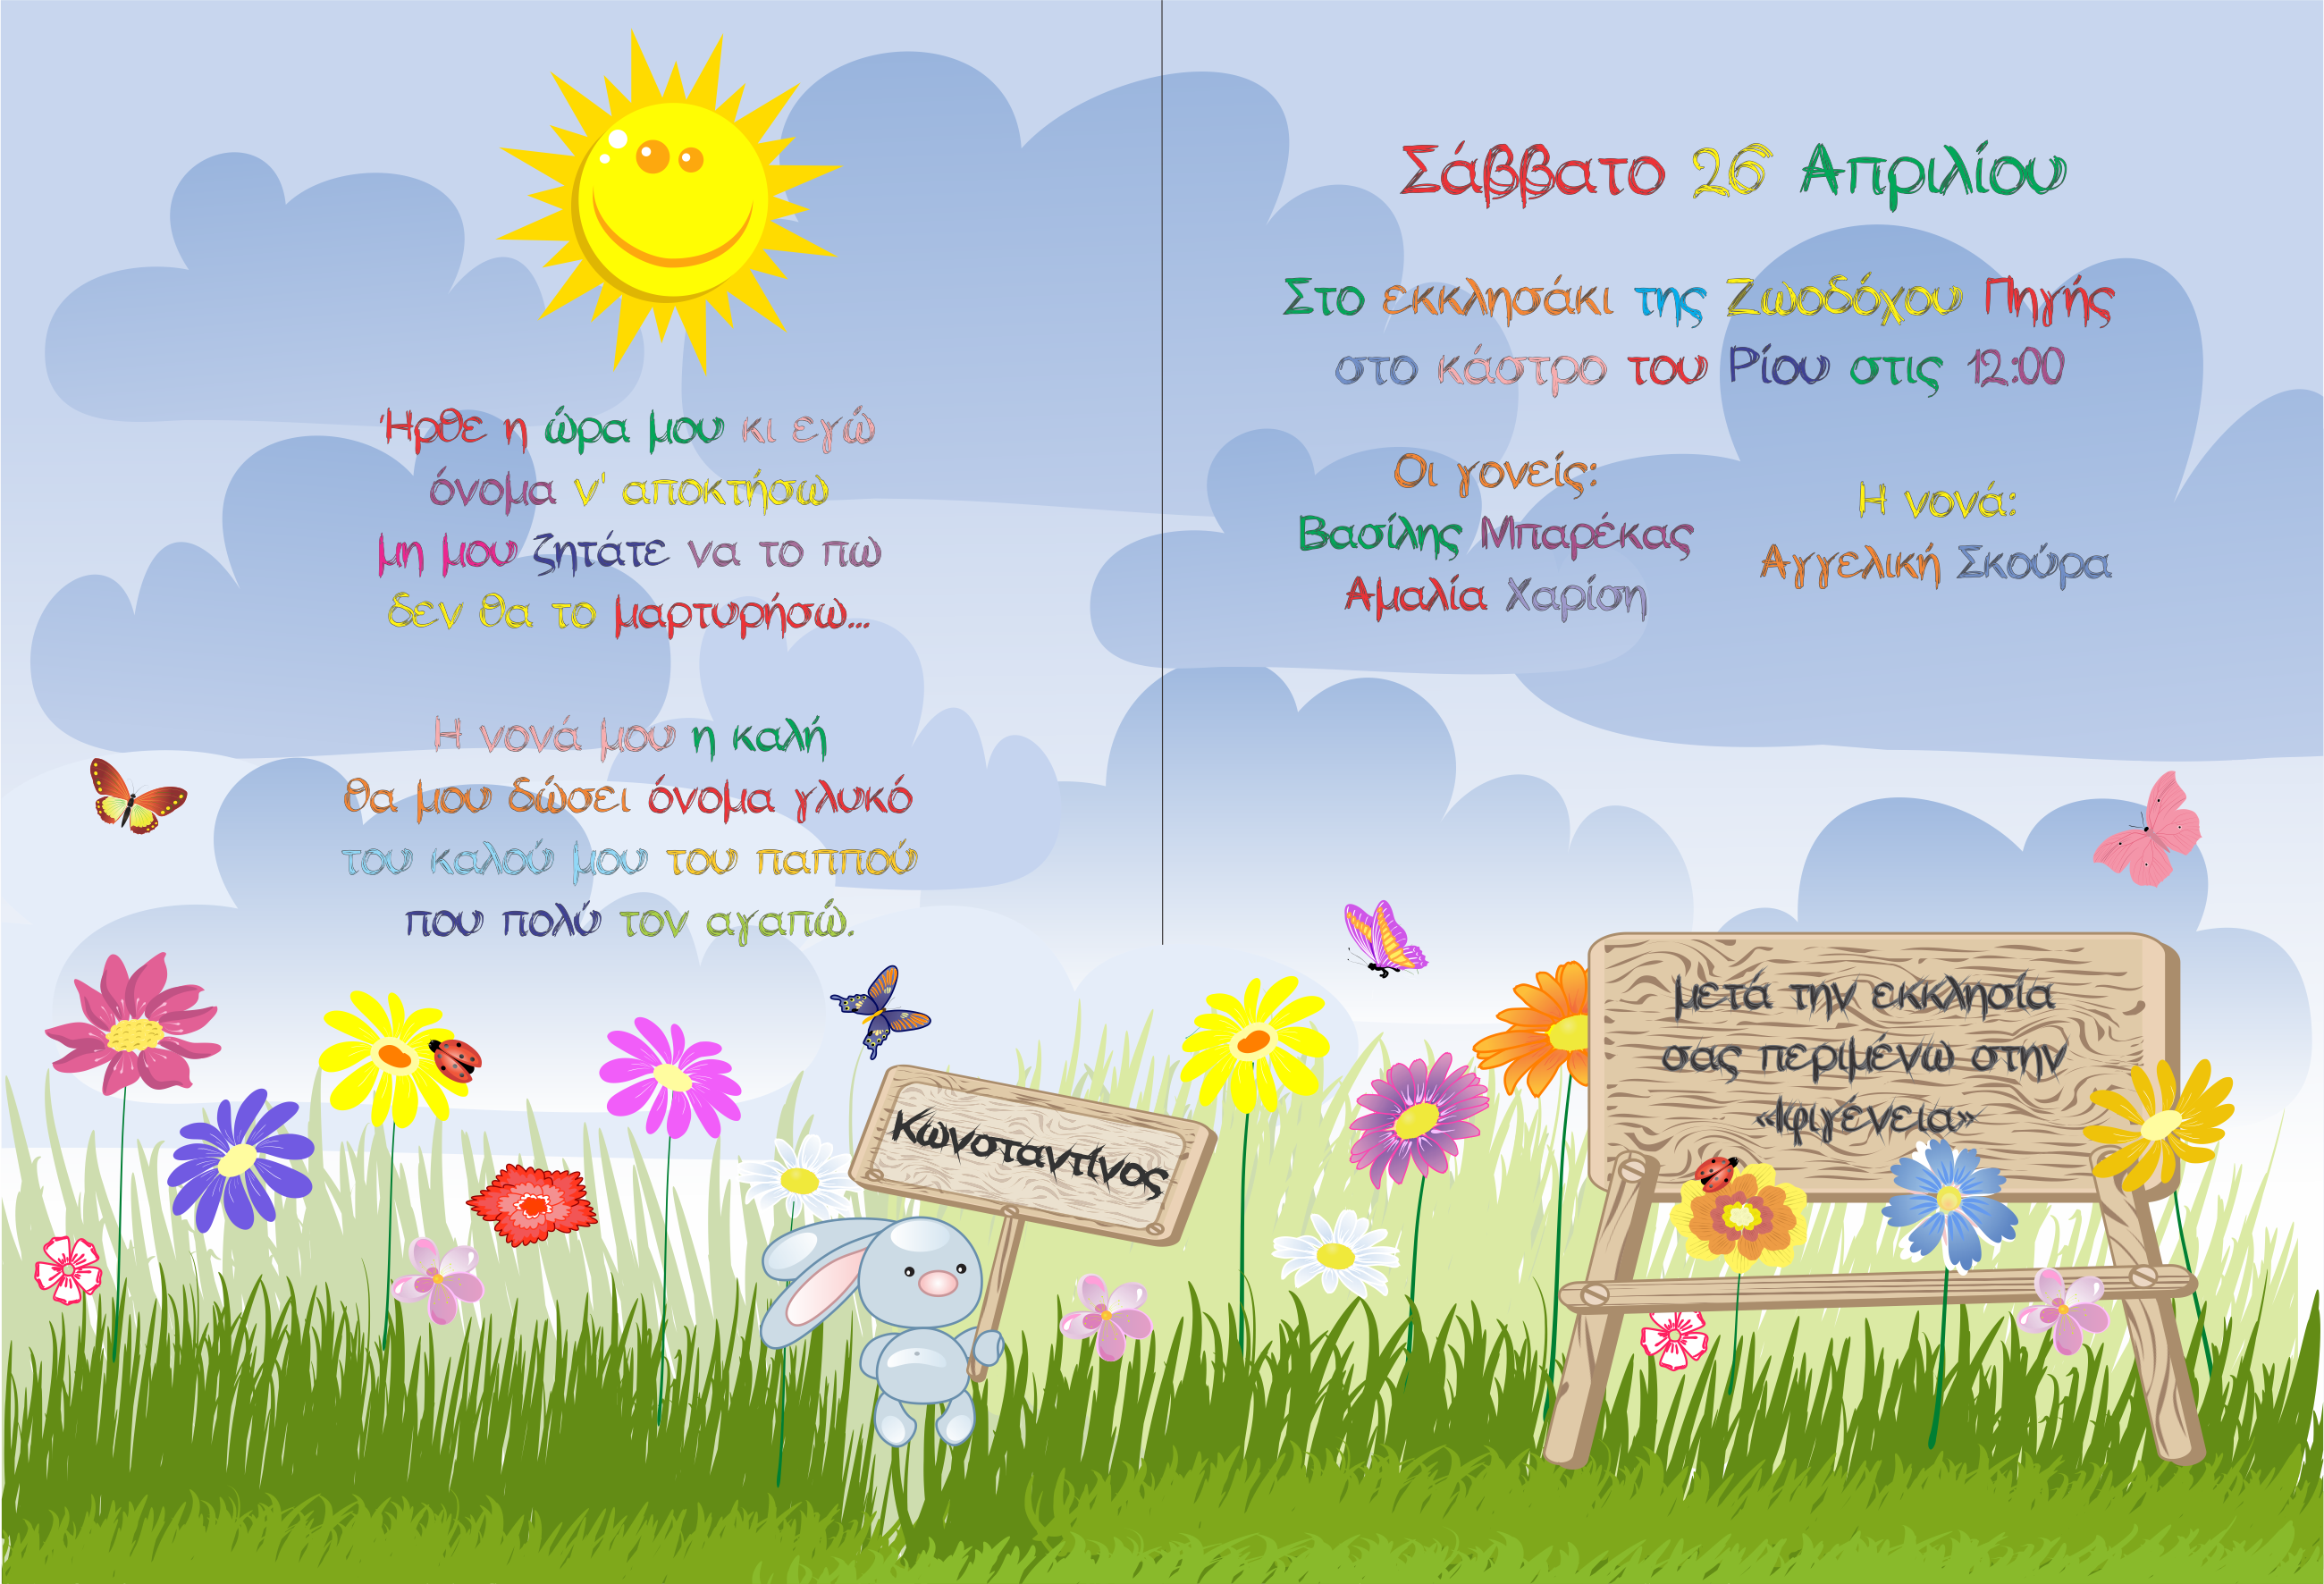 Ήρθε η ώρα μου κι εγώ
όνομα ν' αποκτήσω
μη μου ζητάτε να το πω
δεν θα το μαρτυρήσω...
Η νονά μου η καλή
θα μου δώσει όνομα γλυκό
του καλού μου του παππού
που πολύ τον αγαπώ.
Κωνσταντίνος
Σάββατο 26 Απριλίου
Στο εκκλησάκι της Ζωοδόχου Πηγής
στο κάστρο του Ρίου στις 12:00
Οι γονείς:
Βασίλης Μπαρέκας
Αμαλία Χαρίση
Η νονά:
Αγγελική Σκούρα
μετά την εκκλησία
σας περιμένω στην
«Ιφιγένεια»